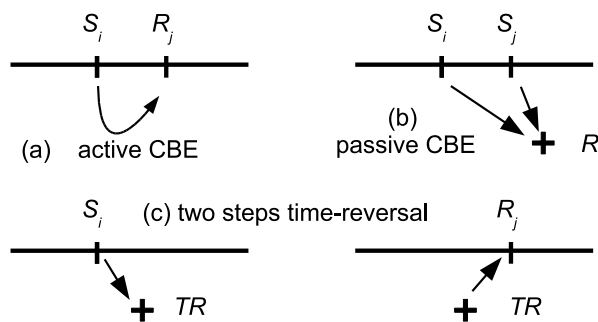 S_i R_j S_i S_j
(a) active CBE
(b)
passive CBE R
S_i (c) two steps time-reversal R_j
TR TR